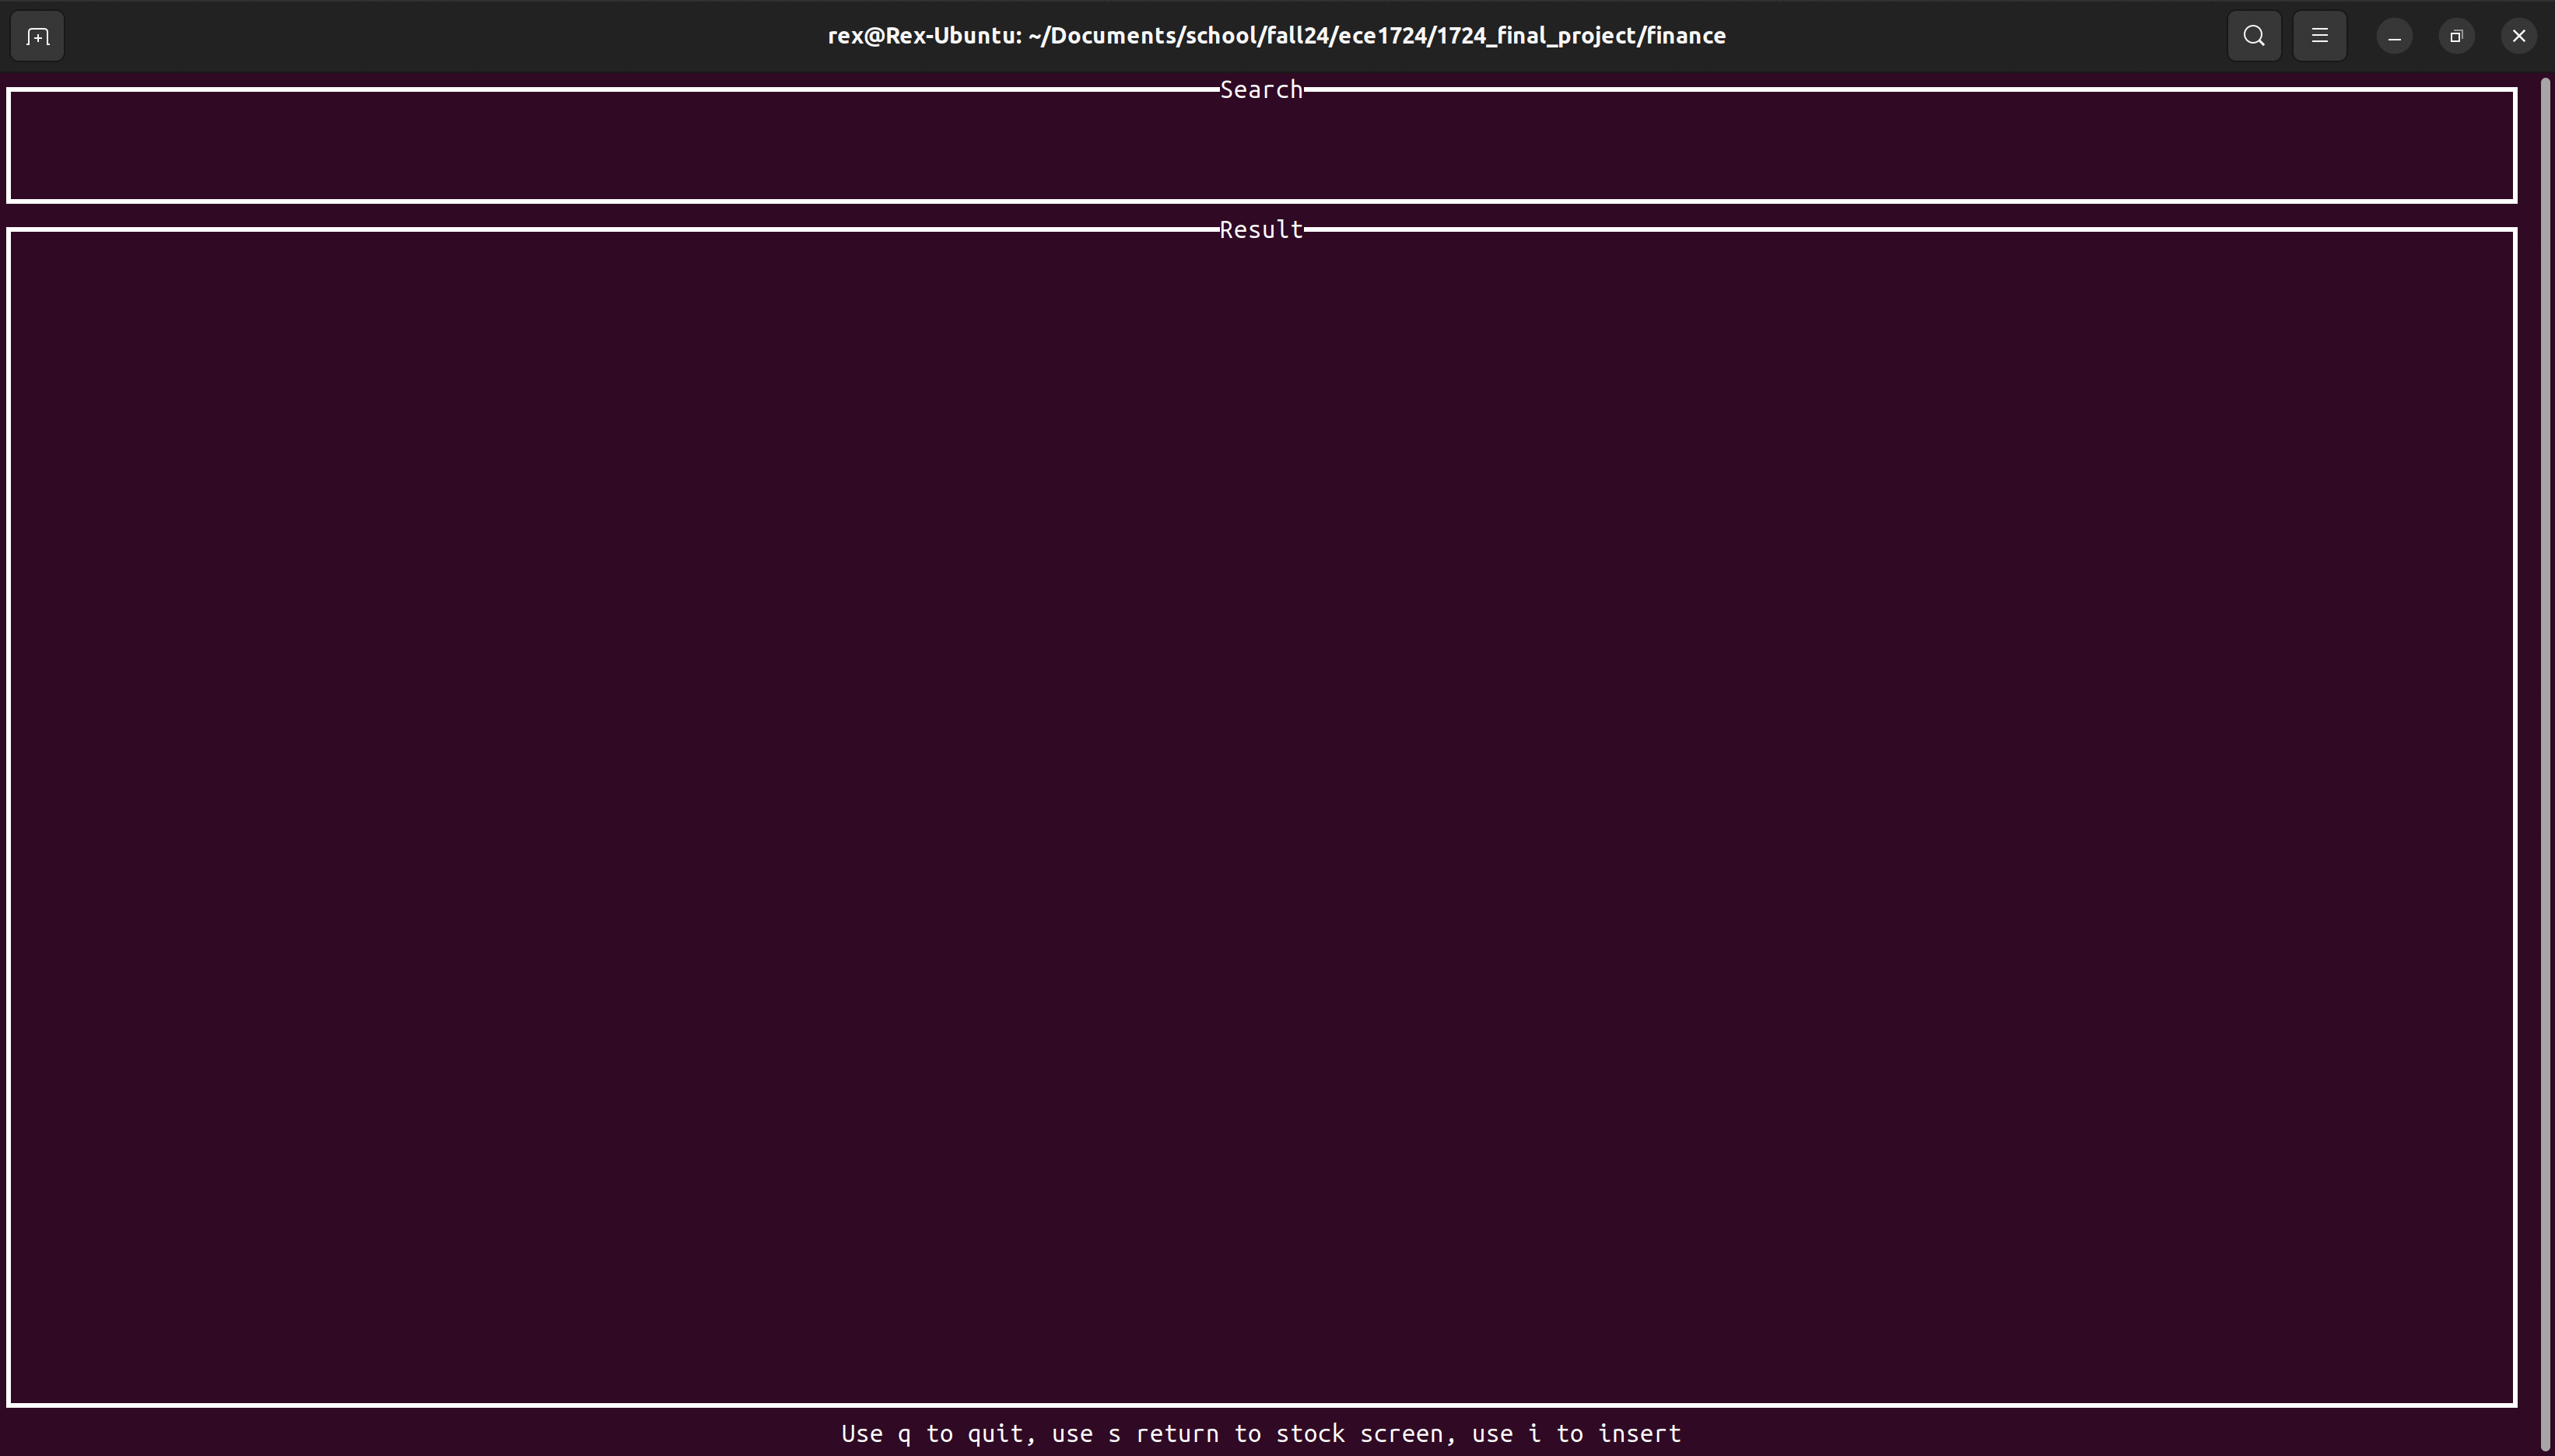 rex@Rex-Ubuntu: ~/Documents/school/fall24/ece1724/1724_final_project/finance
Search
Result
Use q to quit, use s return to stock screen, use i to insert